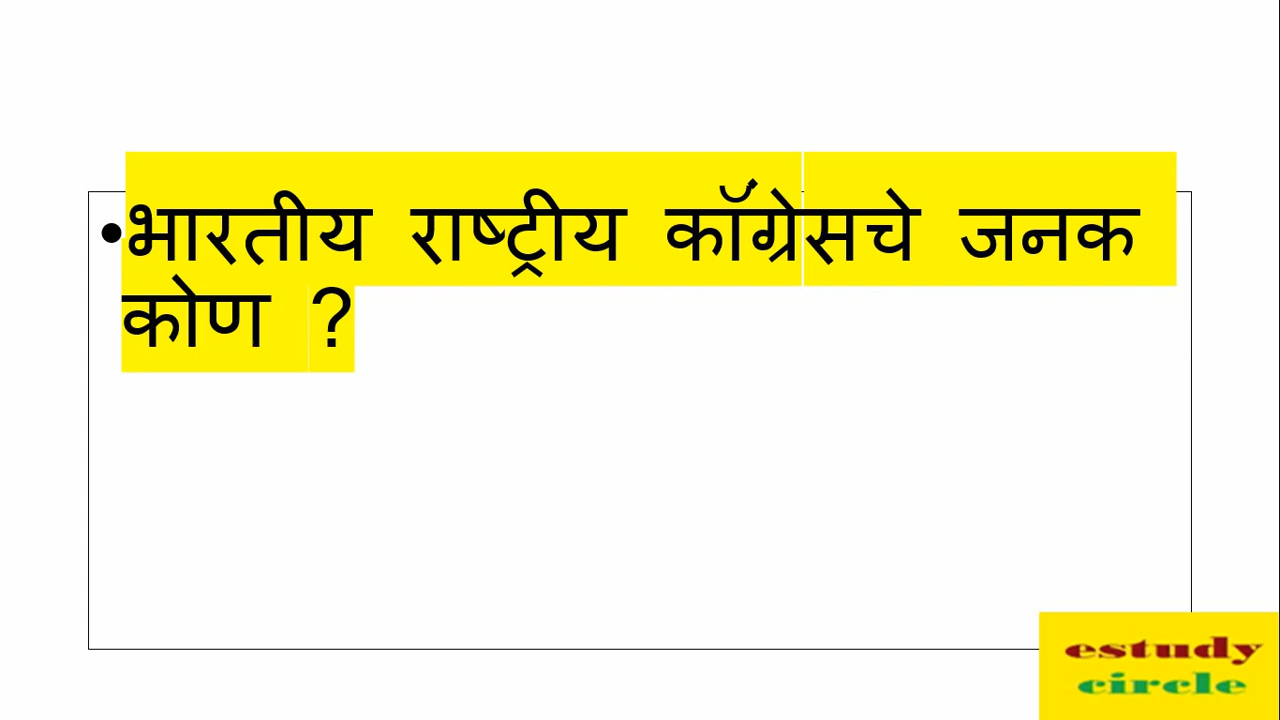 •भारतीय राष्ट्रीय काँग्रेसचे जनक
कोण ?
estudy
circle